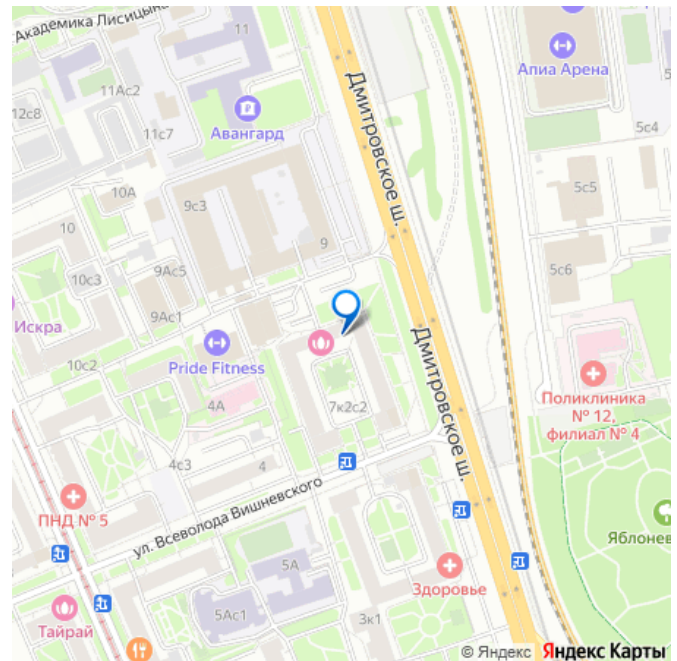 Академика Лисицына
11
Апиа Арена
12с8
11Ас2
11с7
Авангард
Дмитровское ш.
5с4
10А
9с3
5с5
10
9
5с6
10с3
9Ас5
Искра
9Ас1
Pride Fitness
10с2
Дмитровское ш.
4А
7к2с2
Поликлиника
№ 12,
филиал № 4
4с3
4
ПНД № 5
ул. Всеволода Вишневского
Яблонев
5А
Здоровье
5Ас1
3к1
Тайрай
© Яндекс Яндекс Карты